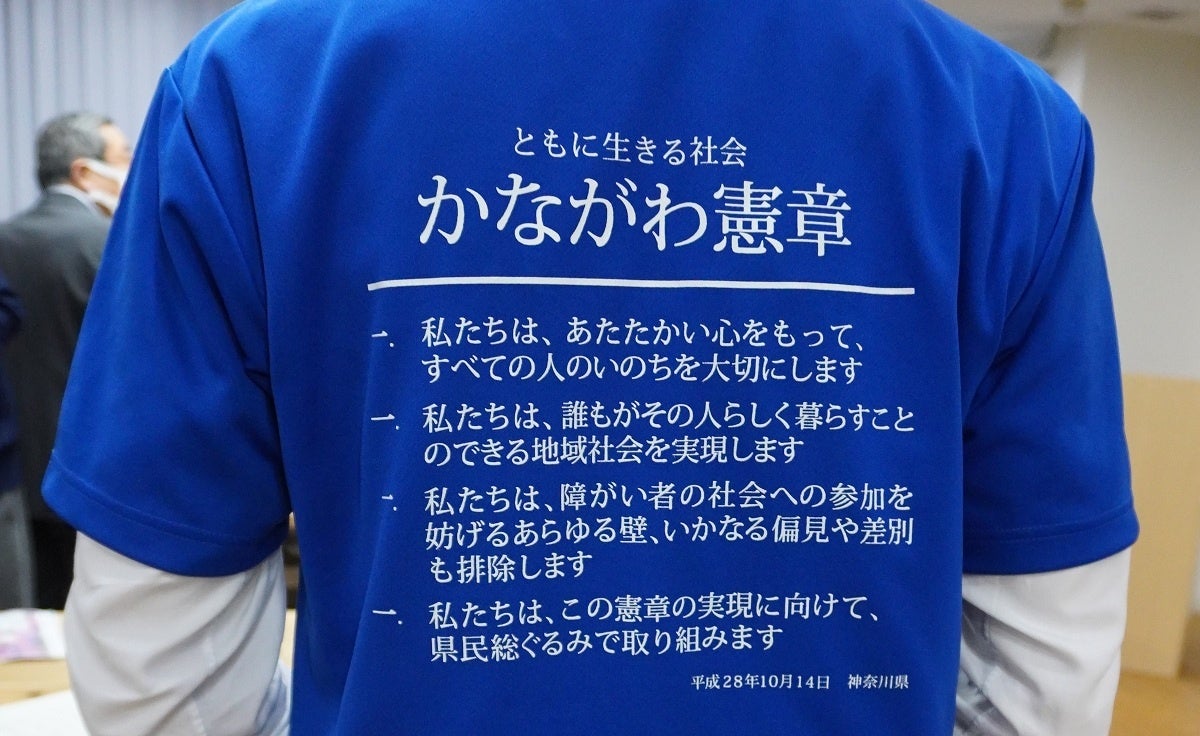 ともに生きる社会
かながわ憲章
一. 私たちは、あたたかい心をもって、
すべての人のいのちを大切にします
一. 私たちは、誰もがその人らしく暮らすこと
のできる地域社会を実現します
一. 私たちは、障がい者の社会への参加を
妨げるあらゆる壁、いかなる偏見や差別
も排除します
一. 私たちは、この憲章の実現に向けて、
県民総ぐるみで取り組みます
平成28年10月14日　神奈川県